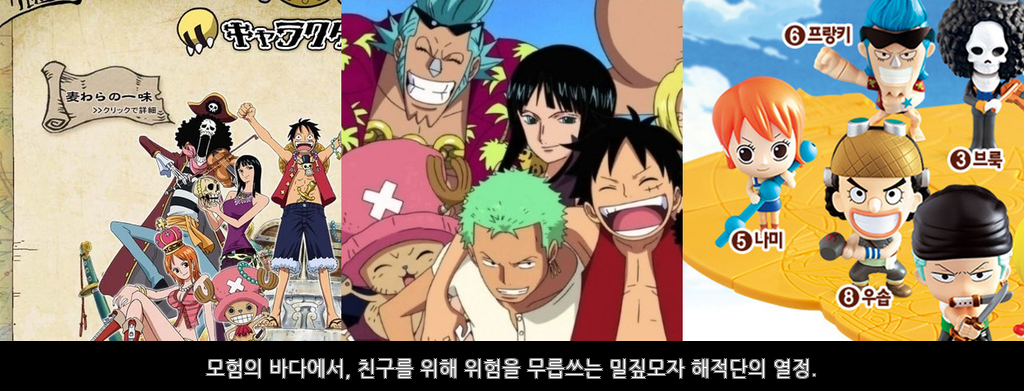 キャラク
麦わらの一味
>>クリックで詳細
6 프랑키
3 브룩
5 나미
8 우솝
모험의 바다에서, 친구를 위해 위험을 무릅쓰는 밀짚모자 해적단의 열정.